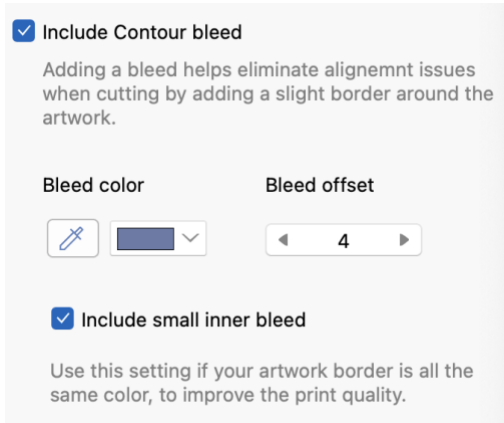 Include Contour bleed
Adding a bleed helps eliminate alignemnt issues
when cutting by adding a slight border around the
artwork.
Bleed color Bleed offset
4
Include small inner bleed
Use this setting if your artwork border is all the
same color, to improve the print quality.